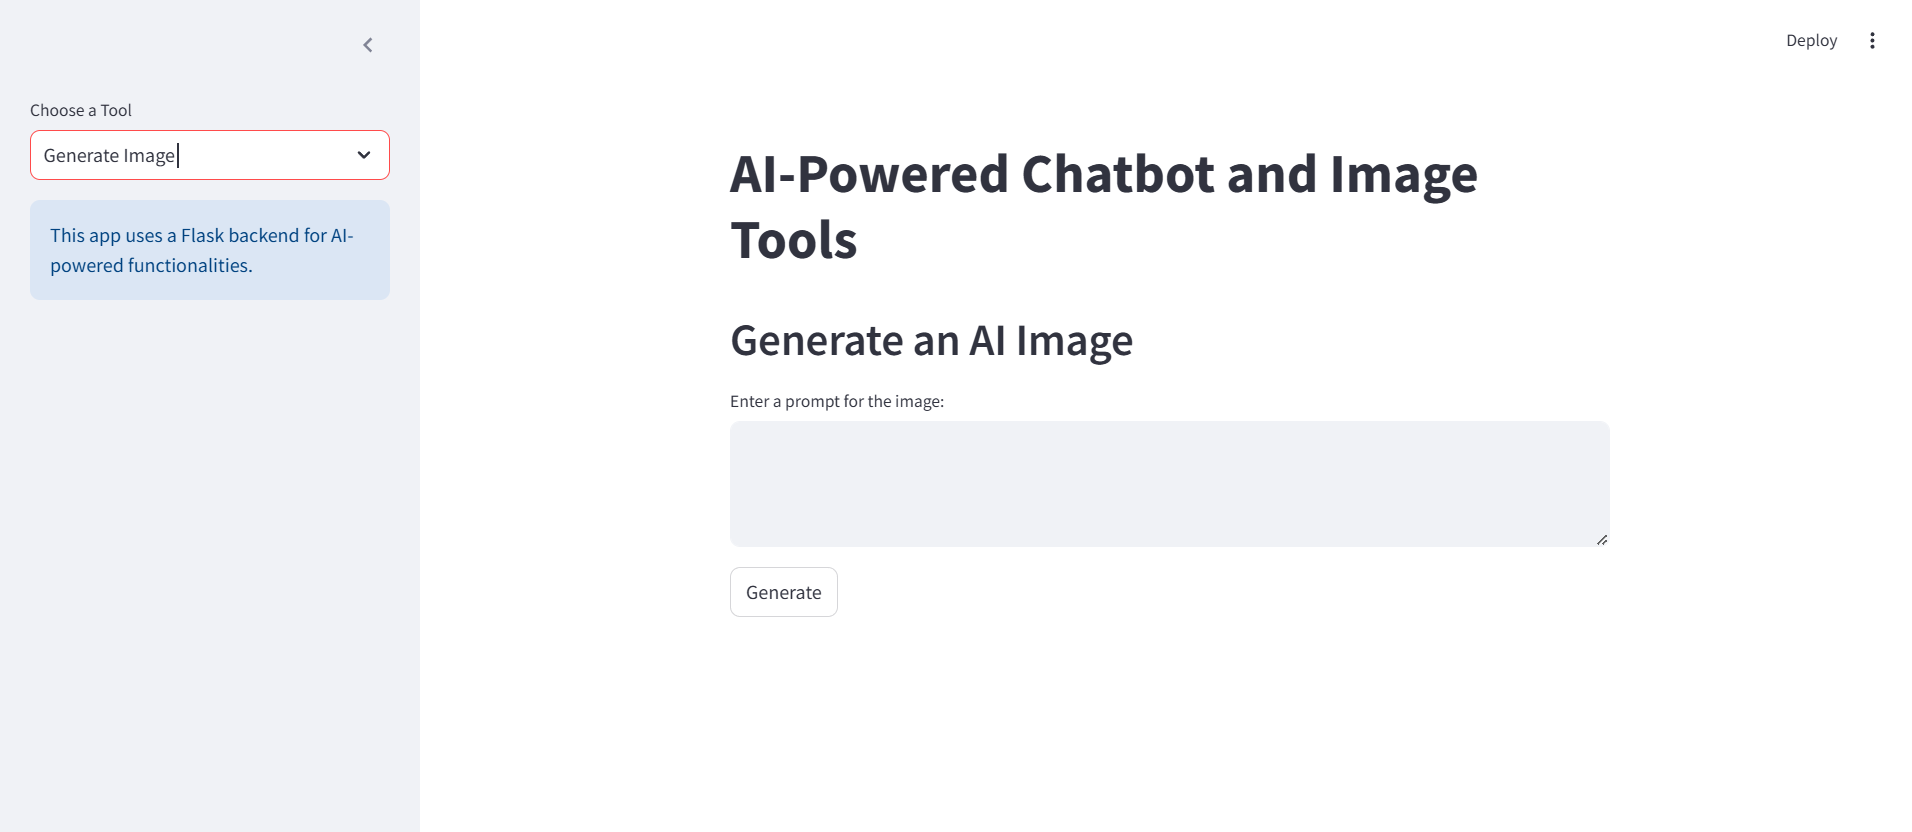 Deploy
Choose a Tool
Generate Image
This app uses a Flask backend for AI-
powered functionalities.
AI-Powered Chatbot and Image
Tools
Generate an AI Image
Enter a prompt for the image:
Generate